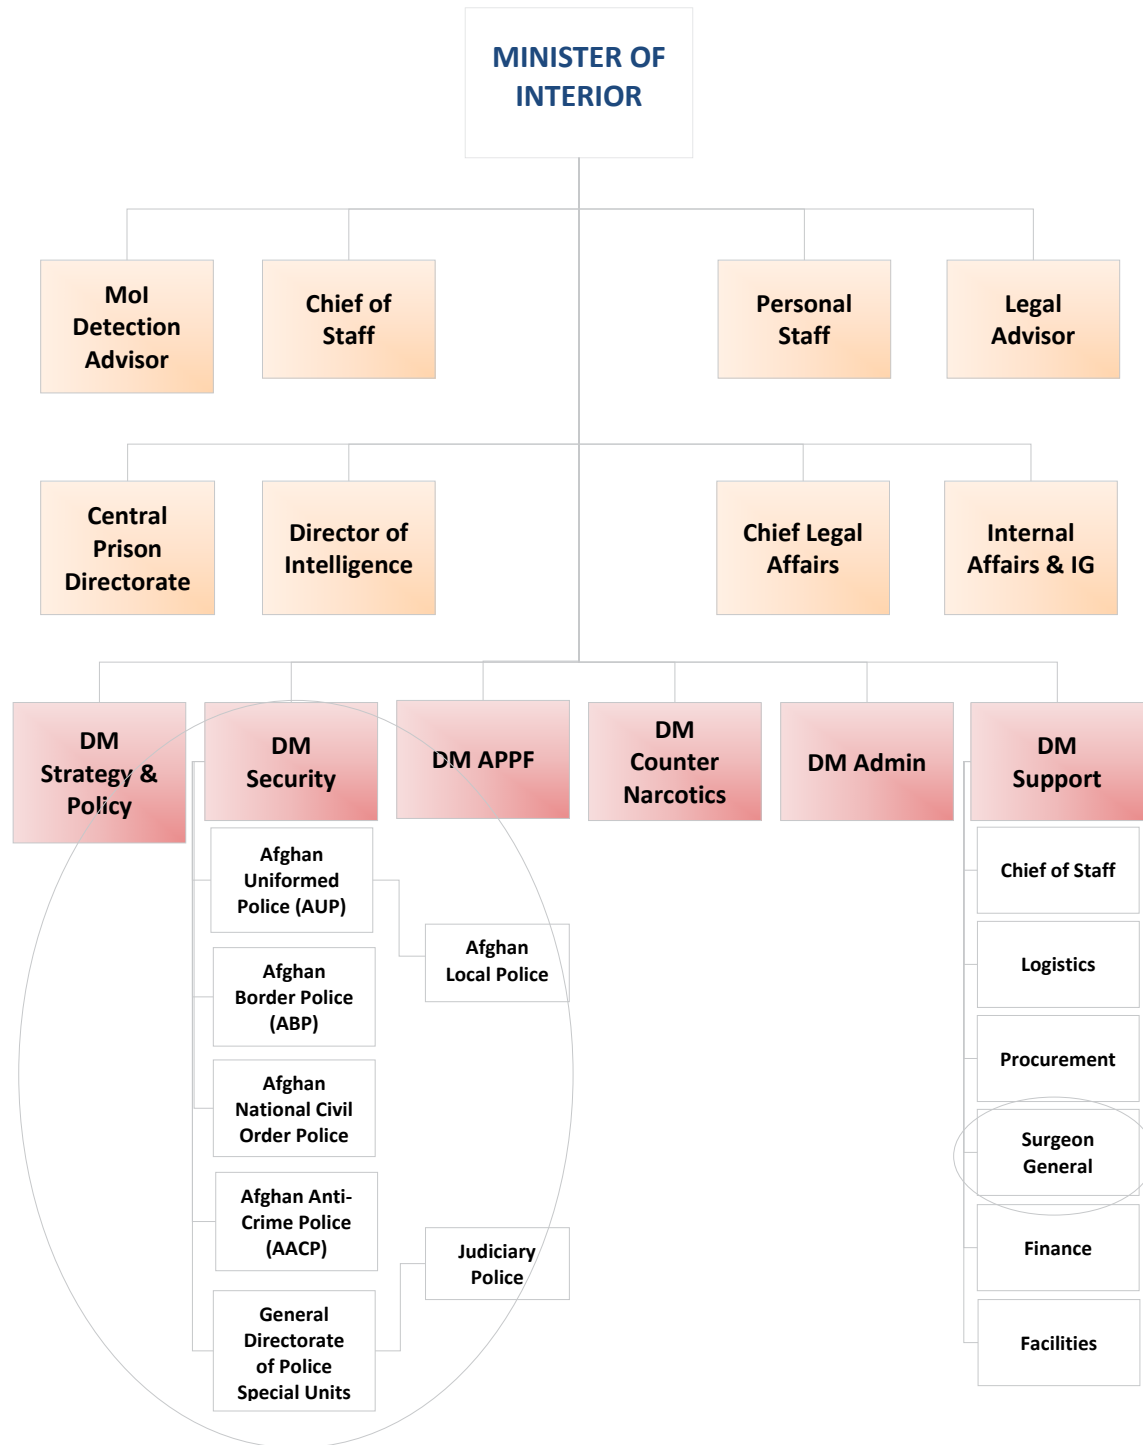 MINISTER OF
INTERIOR
MoI
Detection
Advisor
Chief of
Staff
Personal
Staff
Legal
Advisor
Central
Prison
Directorate
Director of
Intelligence
Chief Legal
Affairs
Internal
Affairs & IG
DM
Strategy &
Policy
DM
Security
DM APPF
DM
Counter
Narcotics
DM Admin
DM
Support
Afghan
Uniformed
Police (AUP)
Afghan
Local Police
Afghan
Border Police
(ABP)
Afghan
National Civil
Order Police
Afghan Anti-
Crime Police
(AACP)
Judiciary
Police
General
Directorate
of Police
Special Units
Chief of Staff
Logistics
Procurement
Surgeon
General
Finance
Facilities